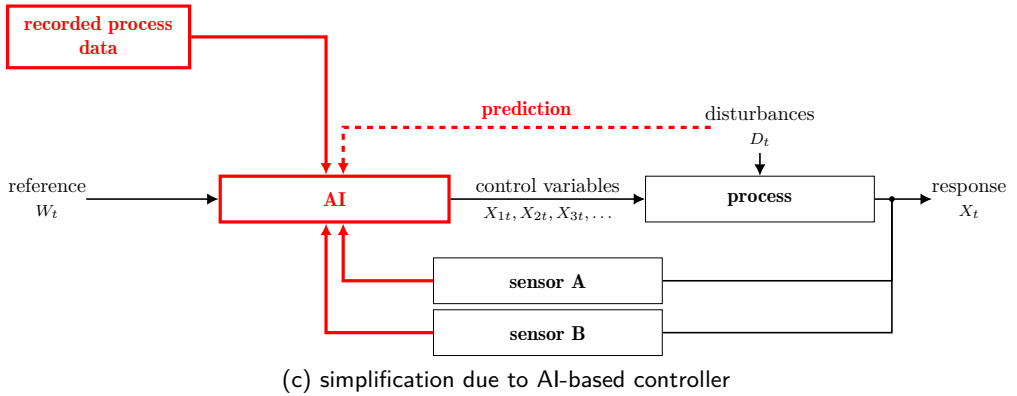 recorded process
data
prediction
disturbances
D_t
reference
W_t
AI
control variables
X_{1t}, X_{2t}, X_{3t}, ...
process
response
X_t
sensor A
sensor B
(c) simplification due to AI-based controller